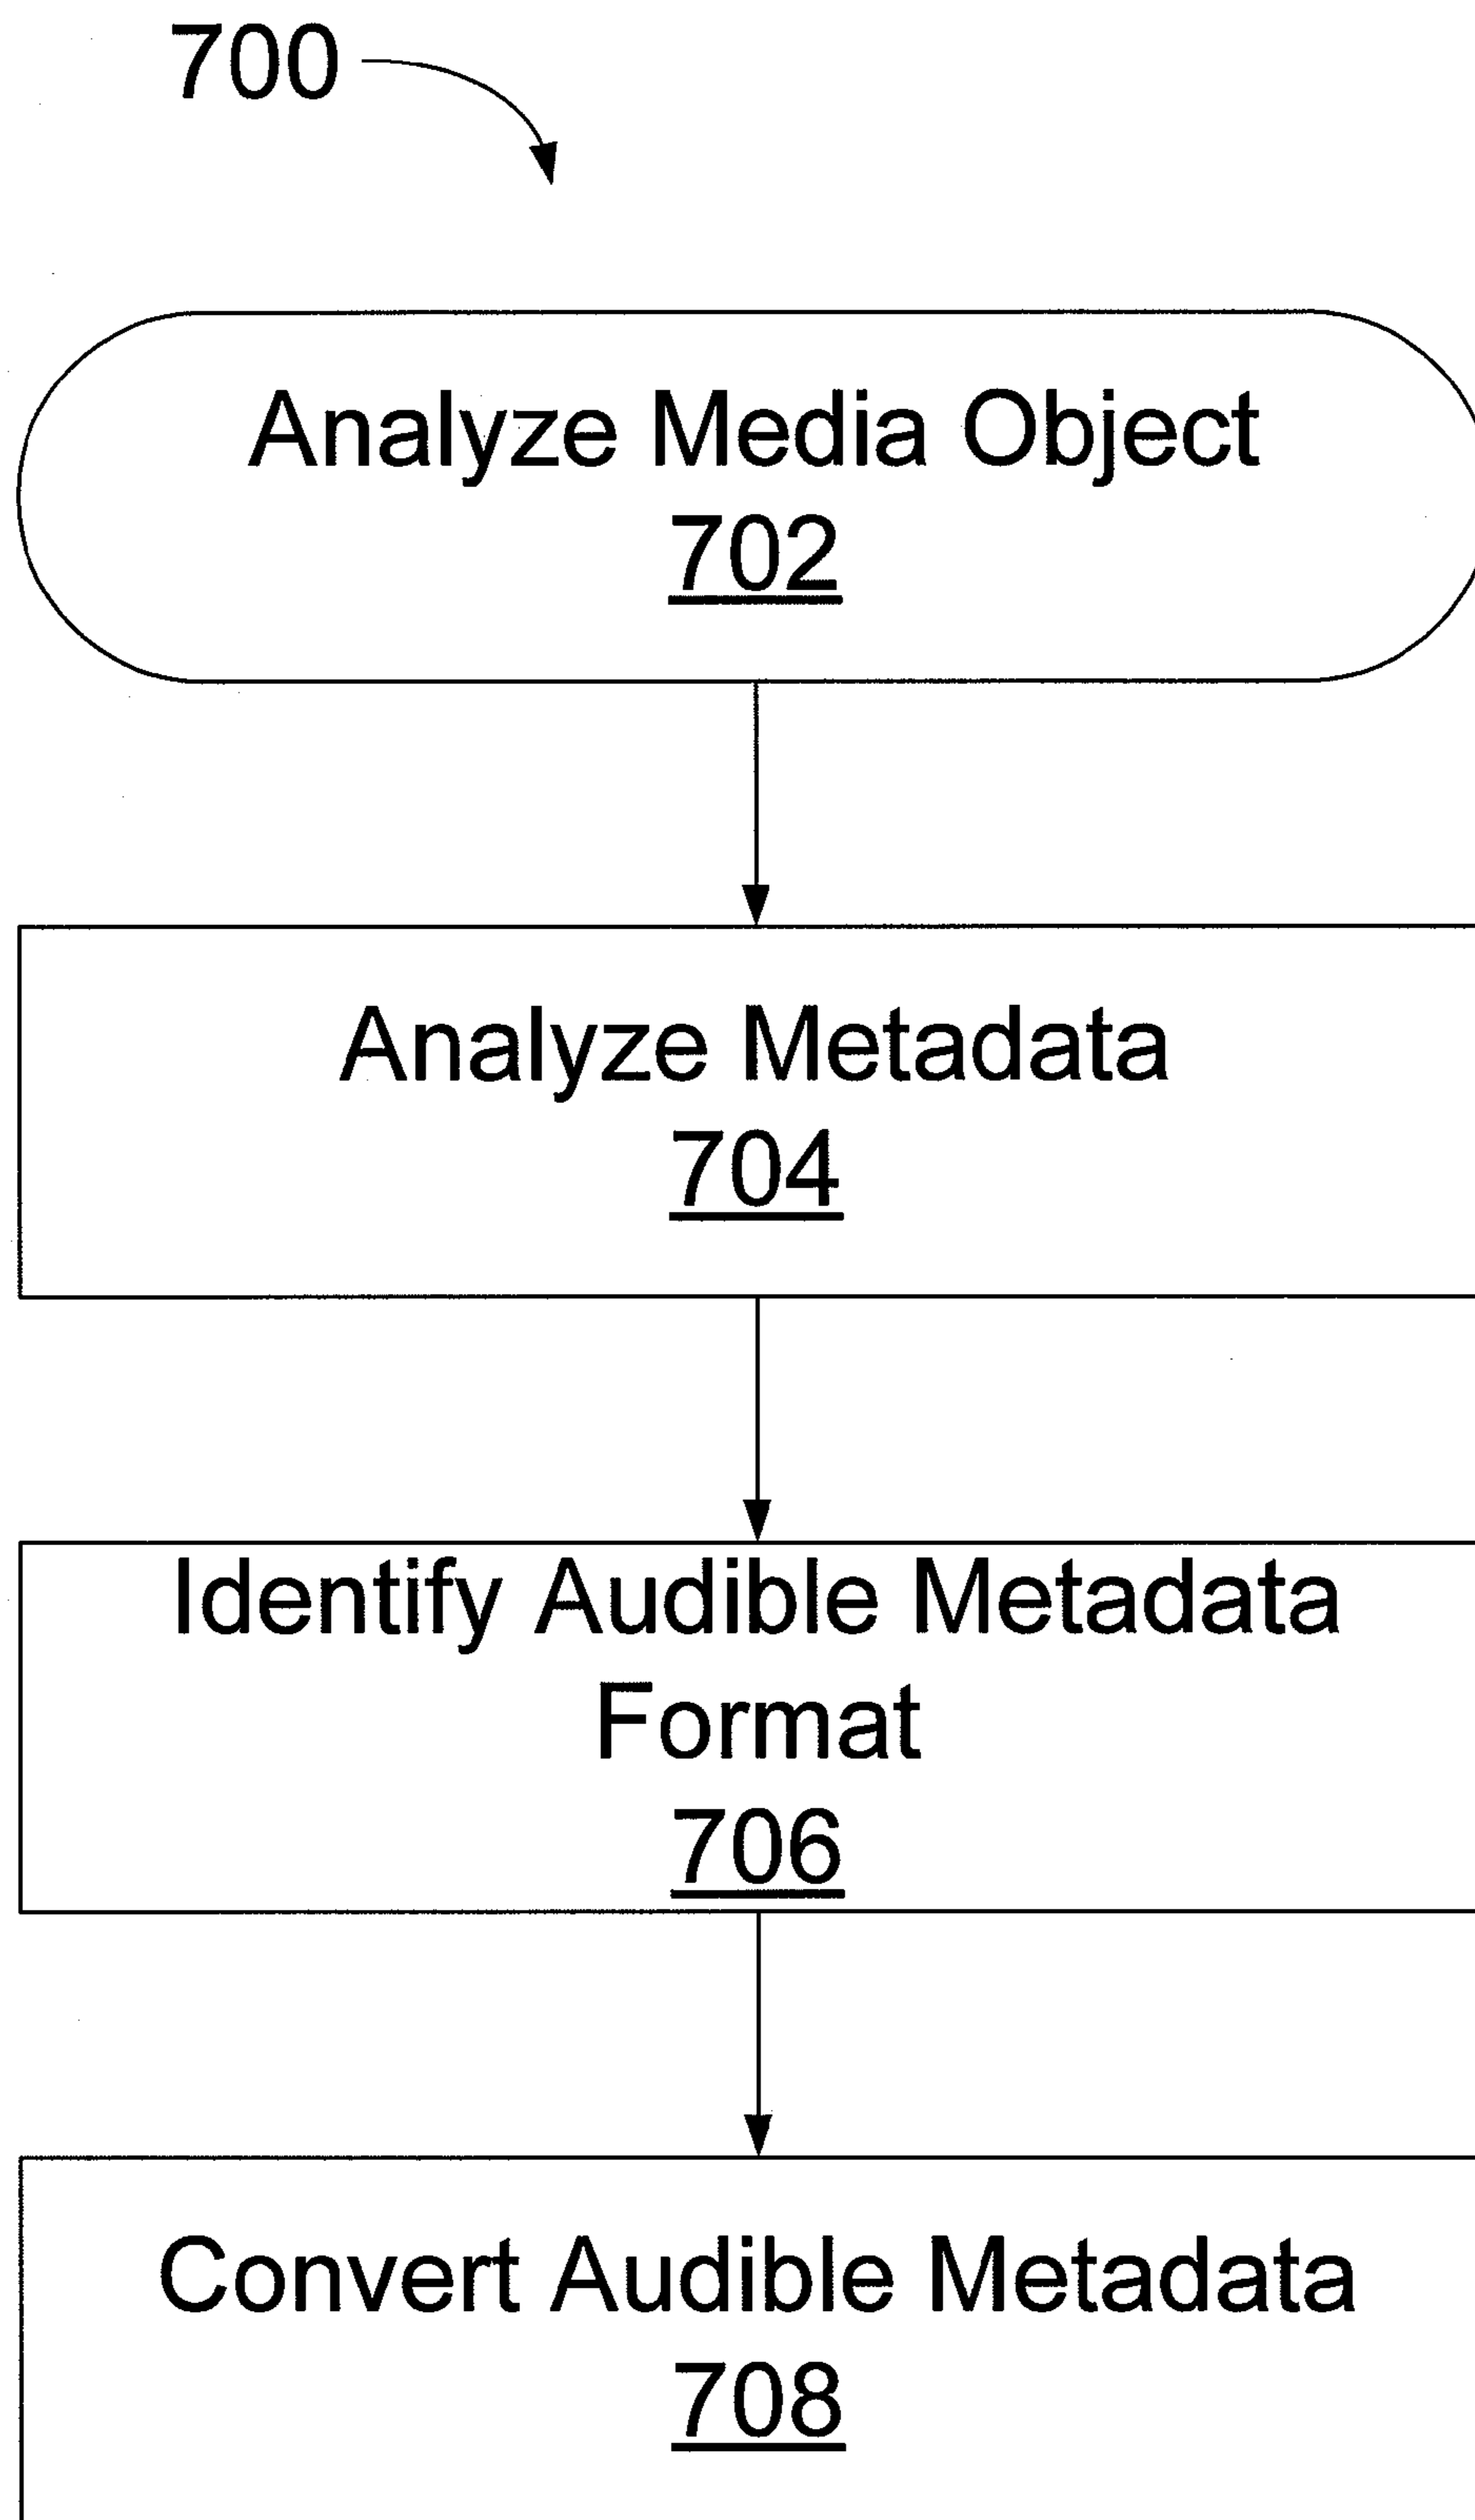 700
Analyze Media Object
702
Analyze Metadata
704
Identify Audible Metadata
Format
706
Convert Audible Metadata
708